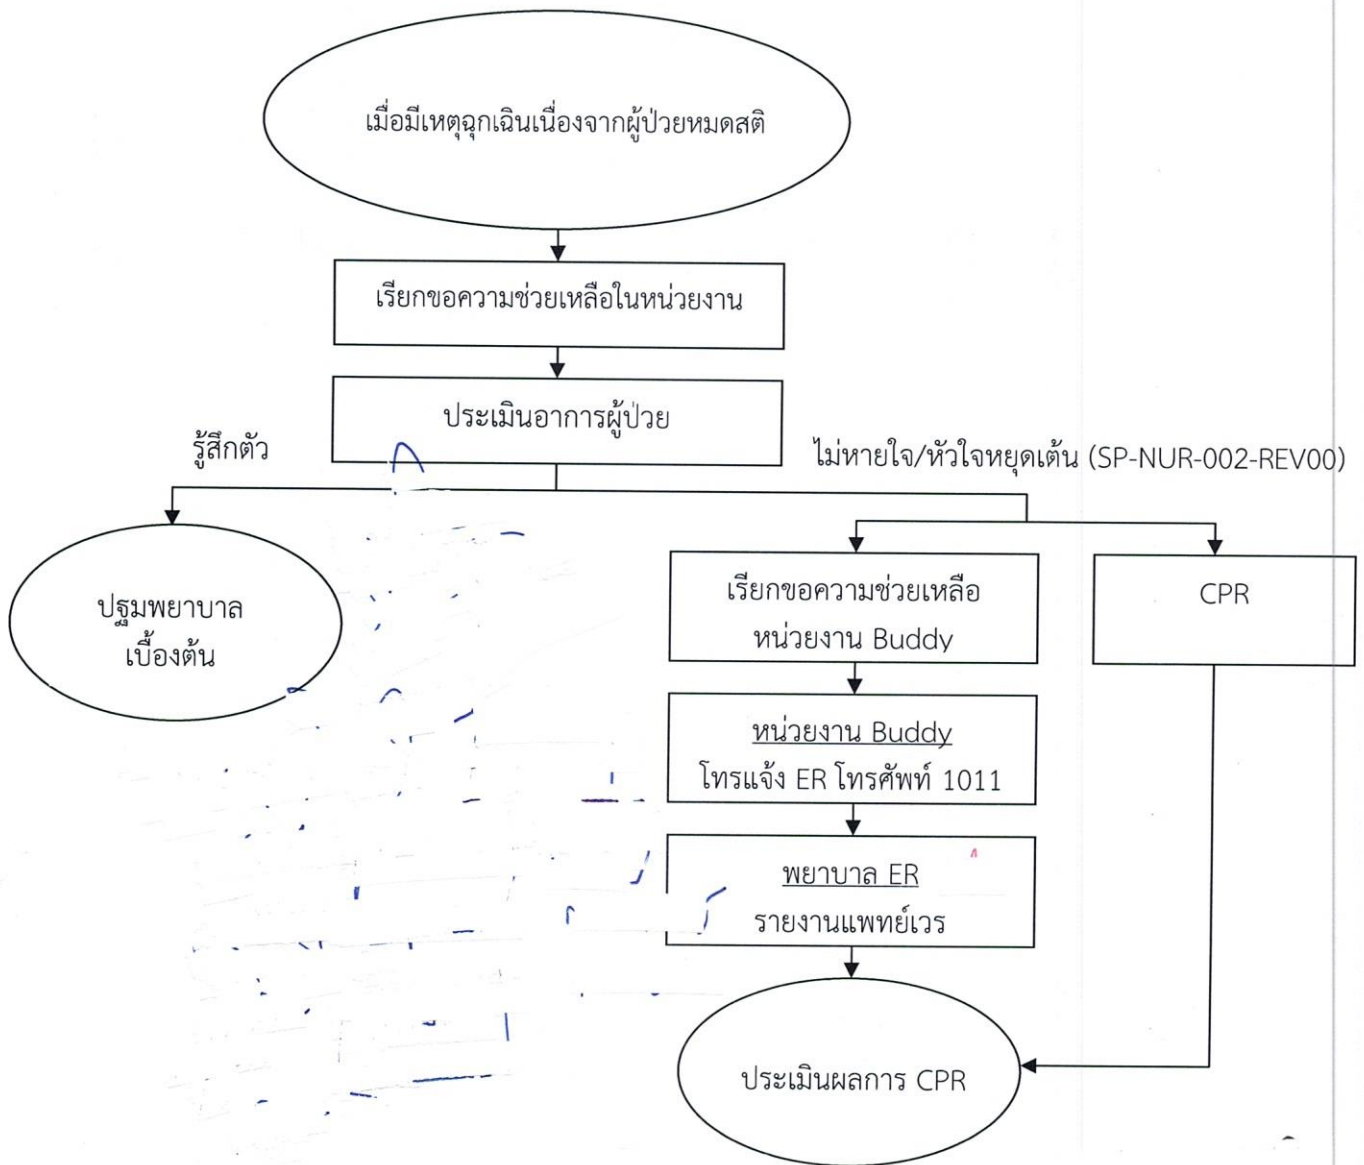 เมื่อมีเหตุฉุกเฉินเนื่องจากผู้ป่วยหมดสติ
เรียกขอความช่วยเหลือในหน่วยงาน
ประเมินอาการผู้ป่วย
รู้สึกตัว
ไม่หายใจ/หัวใจหยุดเต้น (SP-NUR-002-REV00)
ปฐมพยาบาล
เบื้องต้น
เรียกขอความช่วยเหลือ
หน่วยงาน Buddy
CPR
หน่วยงาน Buddy
โทรแจ้ง ER โทรศัพท์ 1011
พยาบาล ER
รายงานแพทย์เวร
ประเมินผลการ CPR